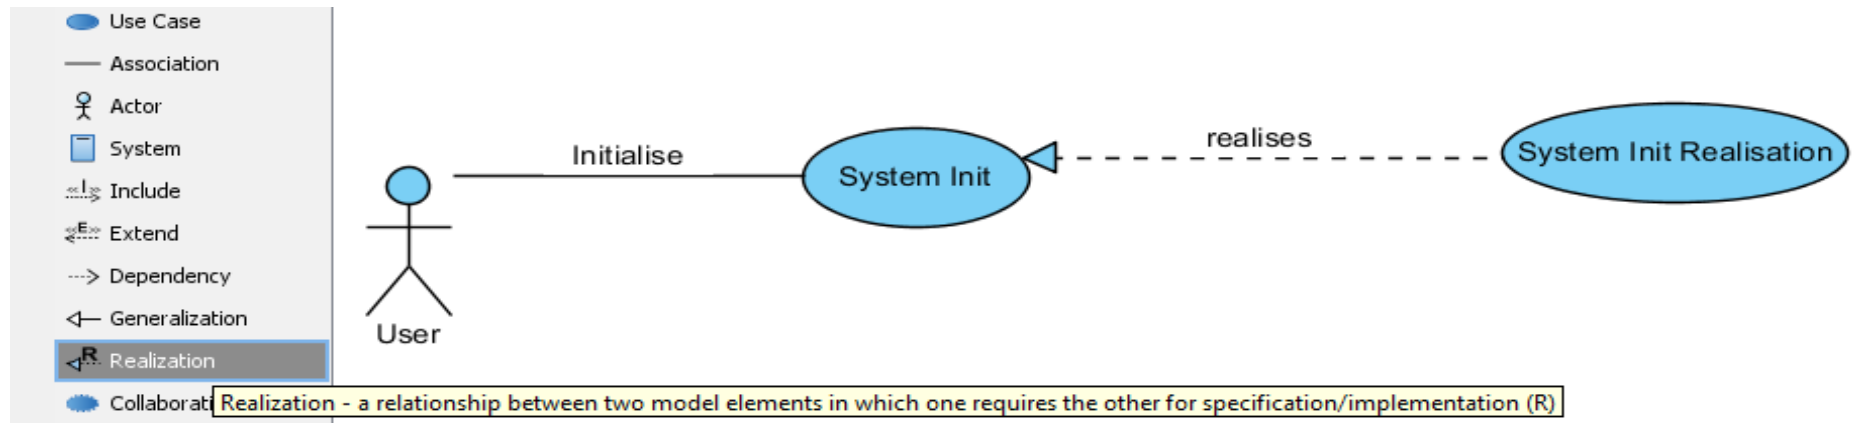 Use Case
Association
Actor
System
Include
Extend
Dependency
Generalization
Realization
Collaborati
Realization - a relationship between two model elements in which one requires the other for specification/implementation (R)
User
Initialise
System Init
realises
System Init Realisation